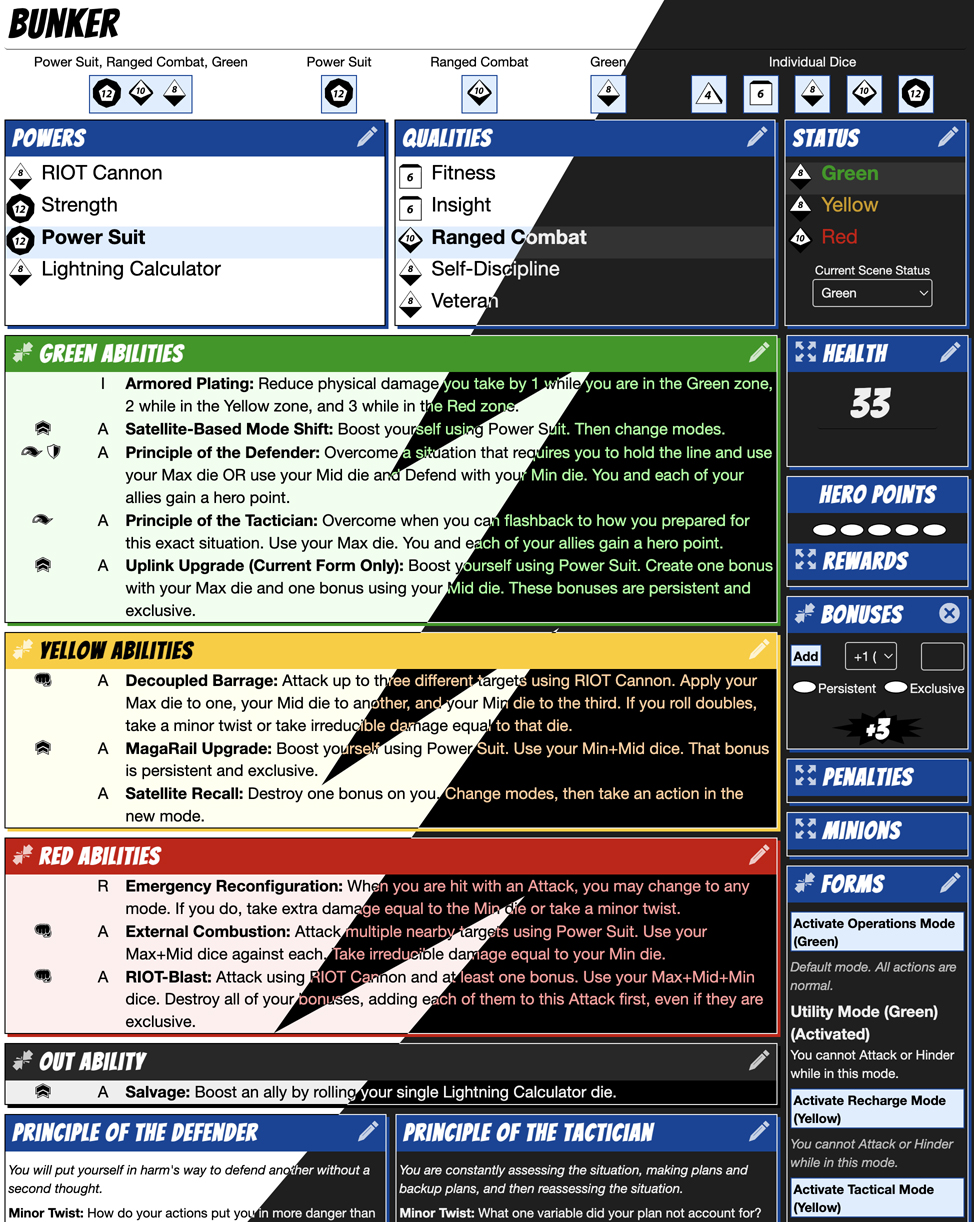 BUNKER
Power Suit, Ranged Combat, Green
Power Suit
Ranged Combat
Green
Individual Dice
12 10 8
12
10
8
4 6 8 10 12
POWERS
8 RIOT Cannon
12 Strength
12 Power Suit
8 Lightning Calculator
QUALITIES
6 Fitness
6 Insight
10 Ranged Combat
8 Self-Discipline
8 Veteran
STATUS
8 Green
8 Yellow
10 Red
Current Scene Status
Green
GREEN ABILITIES
I Armored Plating: Reduce physical damage you take by 1 while you are in the Green zone,
2 while in the Yellow zone, and 3 while in the Red zone.
A Satellite-Based Mode Shift: Boost yourself using Power Suit. Then change modes.
A Principle of the Defender: Overcome a situation that requires you to hold the line and use
your Max die OR use your Mid die and Defend with your Min die. You and each of your
allies gain a hero point.
A Principle of the Tactician: Overcome when you can flashback to how you prepared for
this exact situation. Use your Max die. You and each of your allies gain a hero point.
A Uplink Upgrade (Current Form Only): Boost yourself using Power Suit. Create one bonus
with your Max die and one bonus using your Mid die. These bonuses are persistent and
exclusive.
YELLOW ABILITIES
A Decoupled Barrage: Attack up to three different targets using RIOT Cannon. Apply your
Max die to one, your Mid die to another, and your Min die to the third. If you roll doubles,
take a minor twist or take irreducible damage equal to that die.
A MagaRail Upgrade: Boost yourself using Power Suit. Use your Min+Mid dice. That bonus
is persistent and exclusive.
A Satellite Recall: Destroy one bonus on you. Change modes, then take an action in the
new mode.
RED ABILITIES
R Emergency Reconfiguration: When you are hit with an Attack, you may change to any
mode. If you do, take extra damage equal to the Min die or take a minor twist.
A External Combustion: Attack multiple nearby targets using Power Suit. Use your
Max+Mid dice against each. Take irreducible damage equal to your Min die.
A RIOT-Blast: Attack using RIOT Cannon and at least one bonus. Use your Max+Mid+Min
dice. Destroy all of your bonuses, adding each of them to this Attack first, even if they are
exclusive.
OUT ABILITY
A Salvage: Boost an ally by rolling your single Lightning Calculator die.
PRINCIPLE OF THE DEFENDER
You will put yourself in harm's way to defend another without a
second thought.
Minor Twist: How do your actions put you in more danger than
PRINCIPLE OF THE TACTICIAN
You are constantly assessing the situation, making plans and
backup plans, and then reassessing the situation.
Minor Twist: What one variable did your plan not account for?
HEALTH
33
HERO POINTS
REWARDS
BONUSES
Add
+1 (
Persistent
Exclusive
+3
PENALTIES
MINIONS
FORMS
Activate Operations Mode
(Green)
Default mode. All actions are
normal.
Utility Mode (Green)
(Activated)
You cannot Attack or Hinder
while in this mode.
Activate Recharge Mode
(Yellow)
You cannot Attack or Hinder
while in this mode.
Activate Tactical Mode
(Yellow)